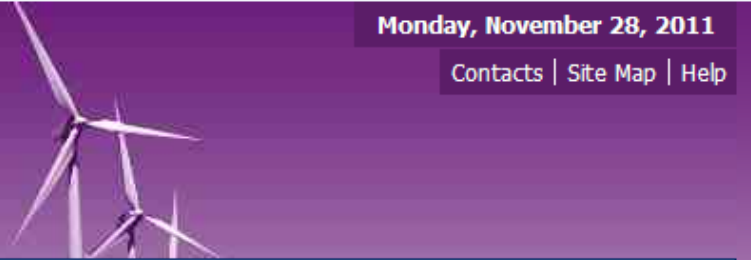 Monday, November 28, 2011
Contacts | Site Map | Help